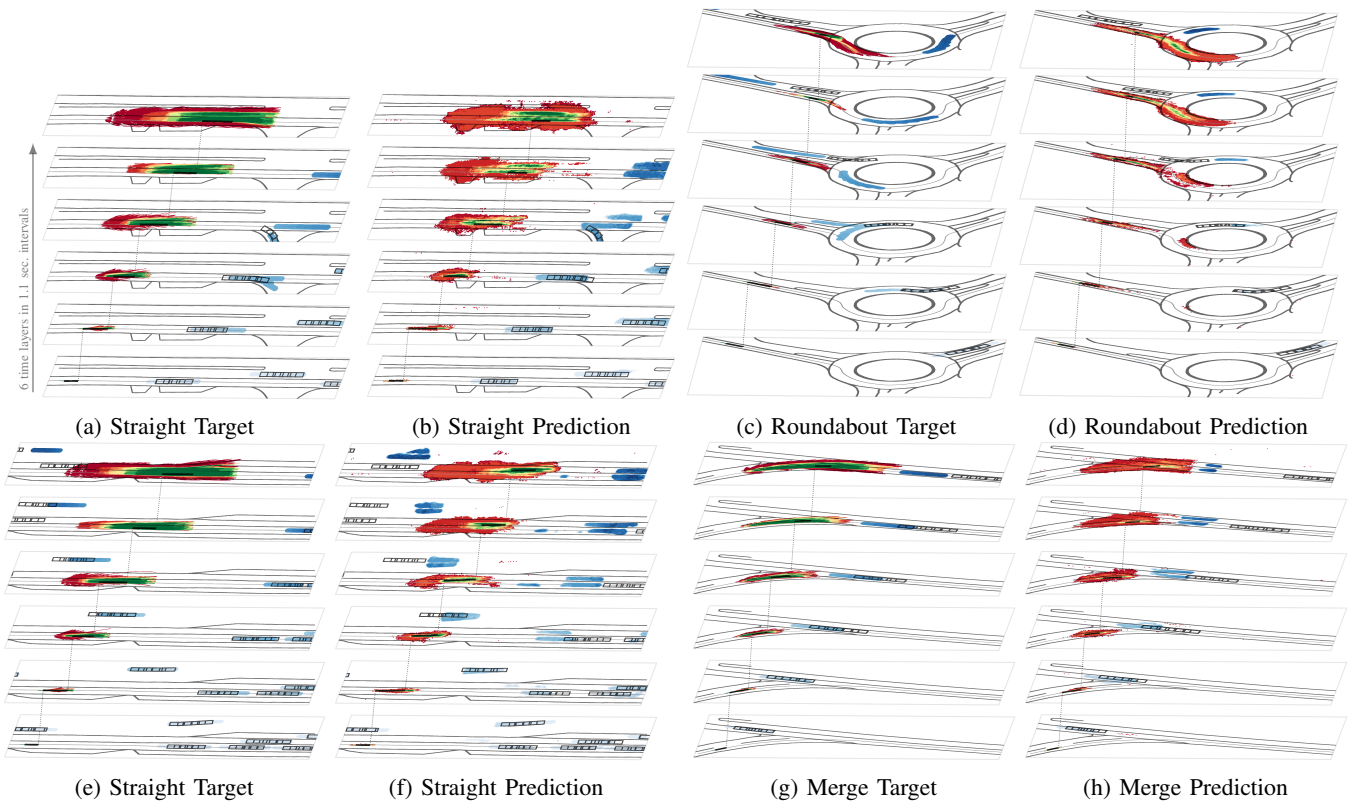 6 time layers in 1.1 sec. intervals
(a) Straight Target
(b) Straight Prediction
(c) Roundabout Target
(d) Roundabout Prediction
(e) Straight Target
(f) Straight Prediction
(g) Merge Target
(h) Merge Prediction